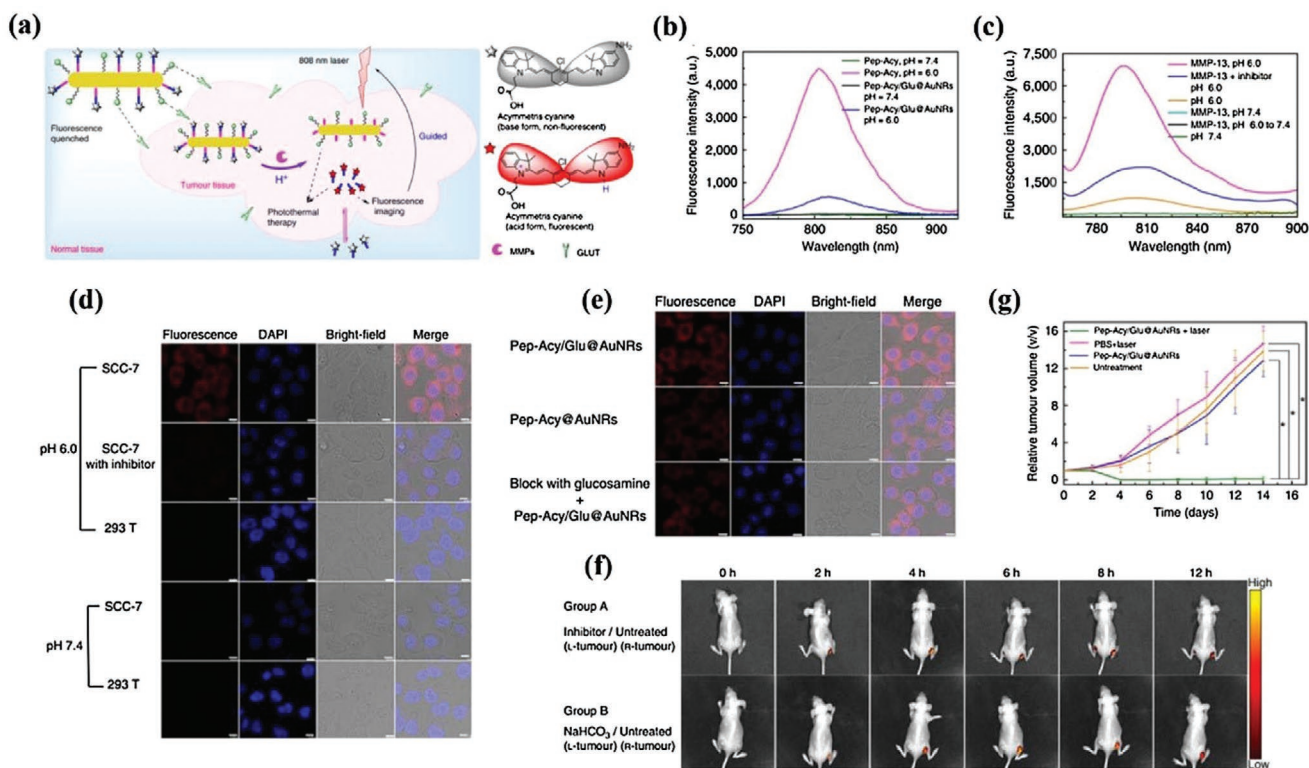 (a)
808 nm laser
Fluorescence
quenched
Guided
Tumour tissue
MMPs
H⁺
Photothermal
therapy
Fluorescence
imaging
Normal tissue
NH₂
Cl
N
N
O
OH
Acymmetris cyanine
(base form, non-fluorescent)
NH₂
Cl
N⁺
N
H
O
OH
Acymmetris cyanine
(acid form, fluorescent)
MMPs
GLUT
(b)
Fluorescence intensity (a.u.)
5,000
4,000
3,000
2,000
1,000
0
Pep-Acy, pH = 7.4
Pep-Acy, pH = 6.0
Pep-Acy/Glu@AuNRs
pH = 7.4
Pep-Acy/Glu@AuNRs
pH = 6.0
750 800 850 900
Wavelength (nm)
(c)
Fluorescence intensity (a.u.)
7,500
6,000
4,500
3,000
1,500
MMP-13, pH 6.0
MMP-13 + inhibitor
pH 6.0
pH 6.0
MMP-13, pH 7.4
MMP-13, pH 6.0 to 7.4
pH 7.4
780 810 840 870 900
Wavelength (nm)
(d)
Fluorescence DAPI Bright-field Merge
pH 6.0
SCC-7
SCC-7
with inhibitor
293 T
pH 7.4
SCC-7
293 T
(e)
Fluorescence DAPI Bright-field Merge
Pep-Acy/Glu@AuNRs
Pep-Acy@AuNRs
Block with glucosamine
+
Pep-Acy/Glu@AuNRs
(g)
Relative tumour volume (v/v)
16
12
8
4
0
Pep-Acy/Glu@AuNRs + laser
PBS+laser
Pep-Acy/Glu@AuNRs
Untreatment
* * *
0 2 4 6 8 10 12 14 16
Time (days)
(f)
0 h 2 h 4 h 6 h 8 h 12 h
Group A
Inhibitor / Untreated
(L-tumour) (R-tumour)
Group B
NaHCO₃ / Untreated
(L-tumour) (R-tumour)
High
Low